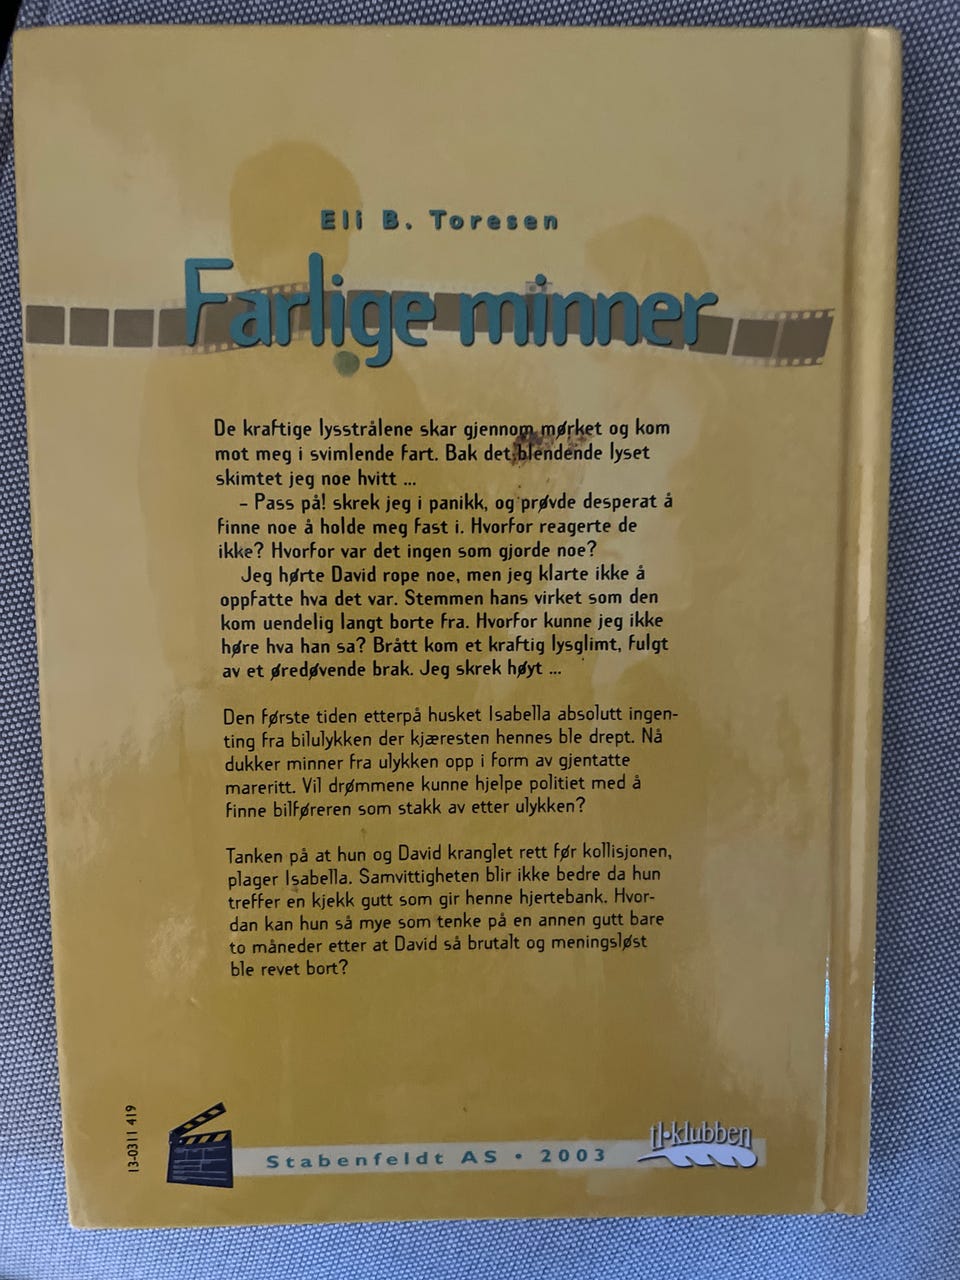 Eli B. Toresen
Farlige minner
De kraftige lysstrålene skar gjennom mørket og kom
mot meg i svimlende fart. Bak det blendende lyset
skimtet jeg noe hvitt ...
– Pass på! skrek jeg i panikk, og prøvde desperat å
finne noe å holde meg fast i. Hvorfor reagerte de
ikke? Hvorfor var det ingen som gjorde noe?
Jeg hørte David rope noe, men jeg klarte ikke å
oppfatte hva det var. Stemmen hans virket som den
kom uendelig langt borte fra. Hvorfor kunne jeg ikke
høre hva han sa? Brått kom et kraftig lysglimt, fulgt
av et øredøvende brak. Jeg skrek høyt ...
Den første tiden etterpå husket Isabella absolutt ingen-
ting fra bilulykken der kjæresten hennes ble drept. Nå
dukker minner fra ulykken opp i form av gjentatte
mareritt. Vil drømmene kunne hjelpe politiet med å
finne bilføreren som stakk av etter ulykken?
Tanken på at hun og David kranglet rett før kollisjonen,
plager Isabella. Samvittigheten blir ikke bedre da hun
treffer en kjekk gutt som gir henne hjertebank. Hvor-
dan kan hun så mye som tenke på en annen gutt bare
to måneder etter at David så brutalt og meningsløst
ble revet bort?
13-0311 419
Stabenfeldt AS • 2003
tl•klubben